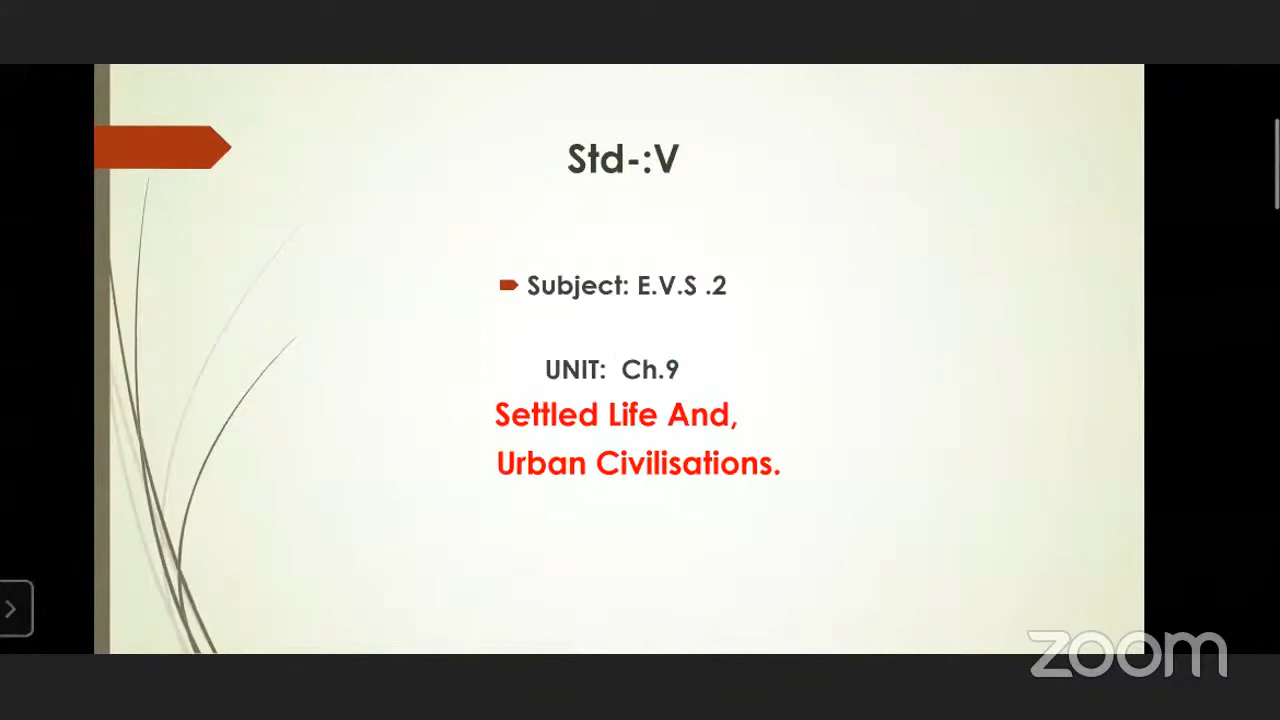 Std-:V
Subject: E.V.S .2
UNIT: Ch.9
Settled Life And,
Urban Civilisations.
zoom